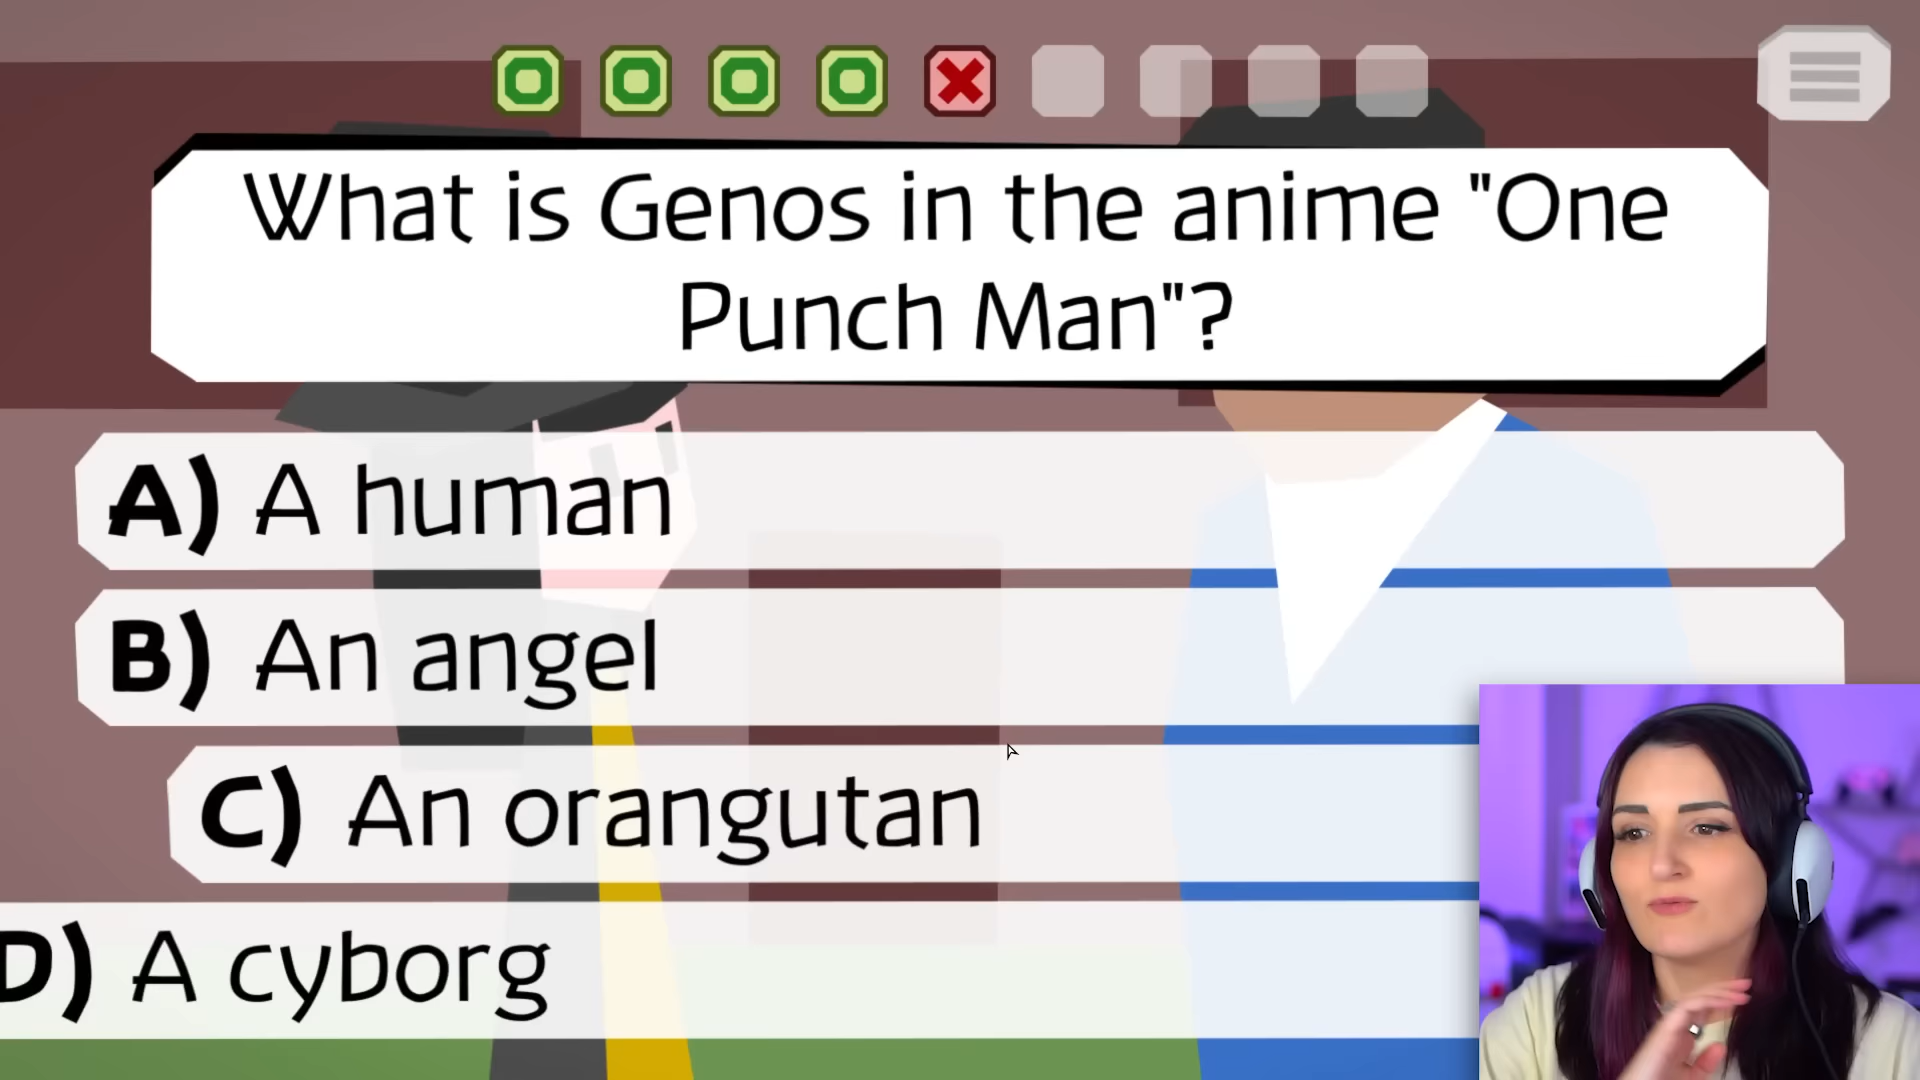 What is Genos in the anime "One
Punch Man"?
A) A human
B) An angel
C) An orangutan
D) A cyborg